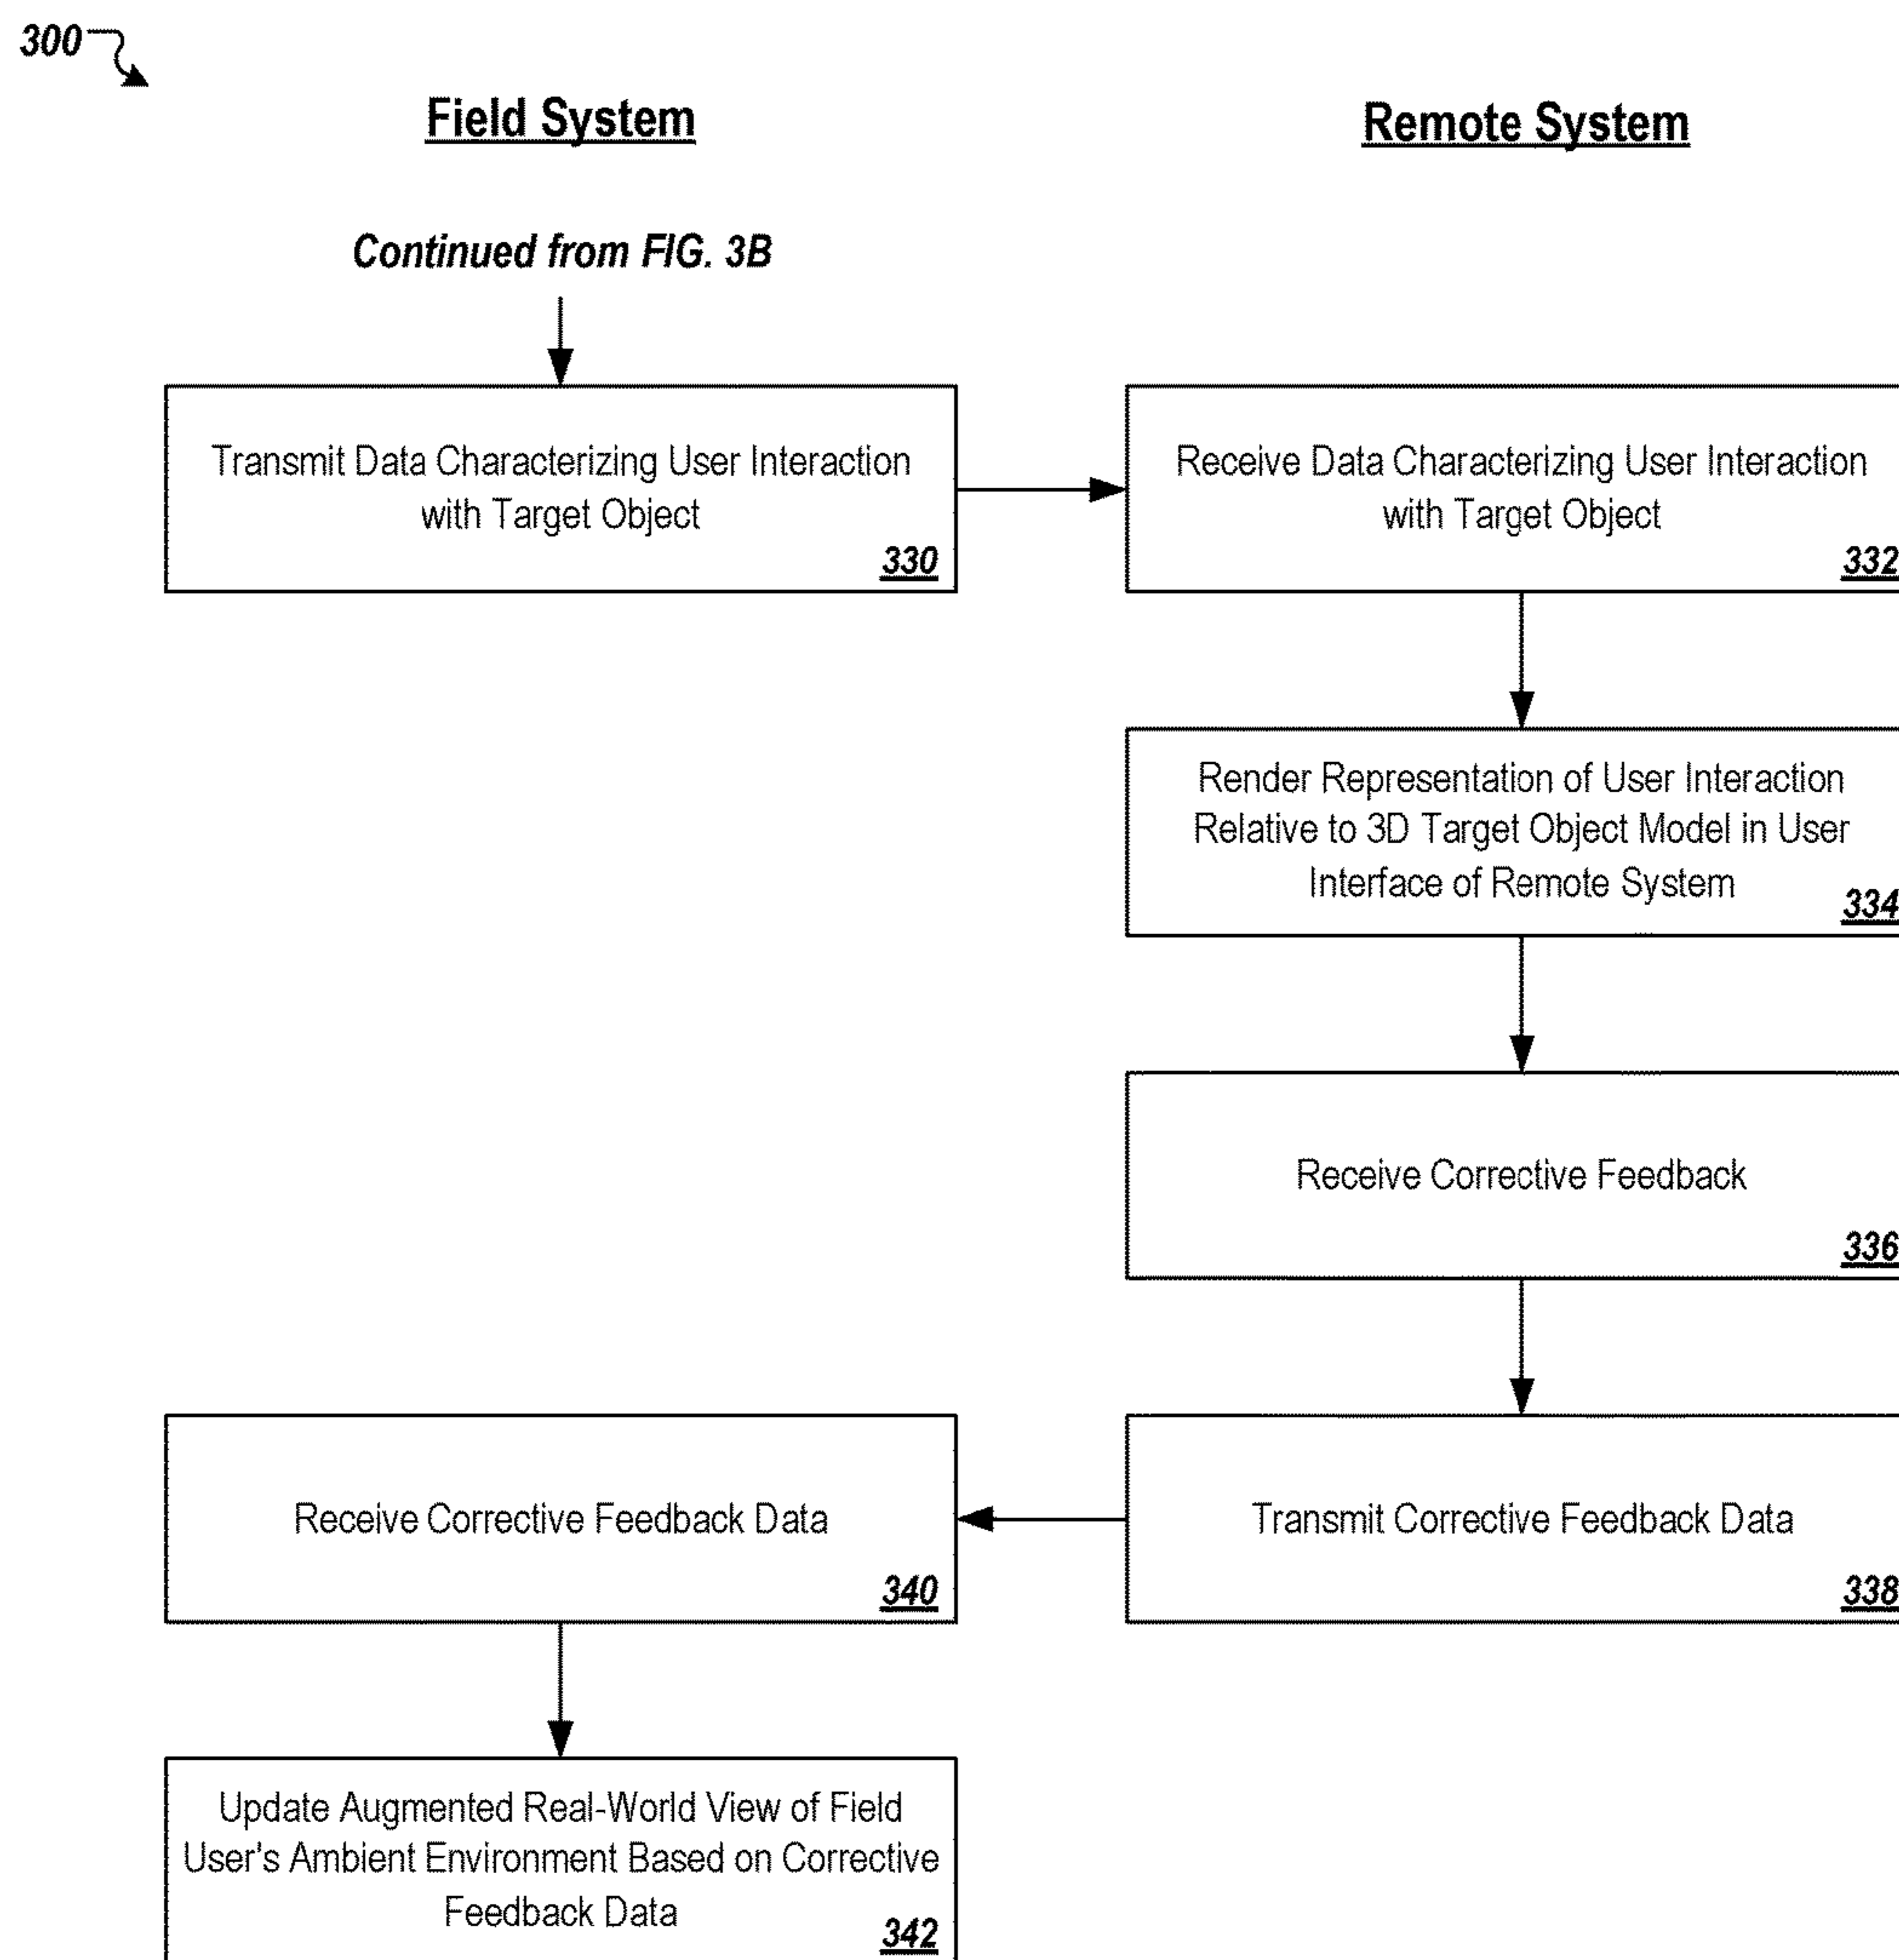 300
Field System
Remote System
Continued from FIG. 3B
Transmit Data Characterizing User Interaction
with Target Object
330
Receive Data Characterizing User Interaction
with Target Object
332
Render Representation of User Interaction
Relative to 3D Target Object Model in User
Interface of Remote System
334
Receive Corrective Feedback
336
Transmit Corrective Feedback Data
338
Receive Corrective Feedback Data
340
Update Augmented Real-World View of Field
User's Ambient Environment Based on Corrective
Feedback Data
342